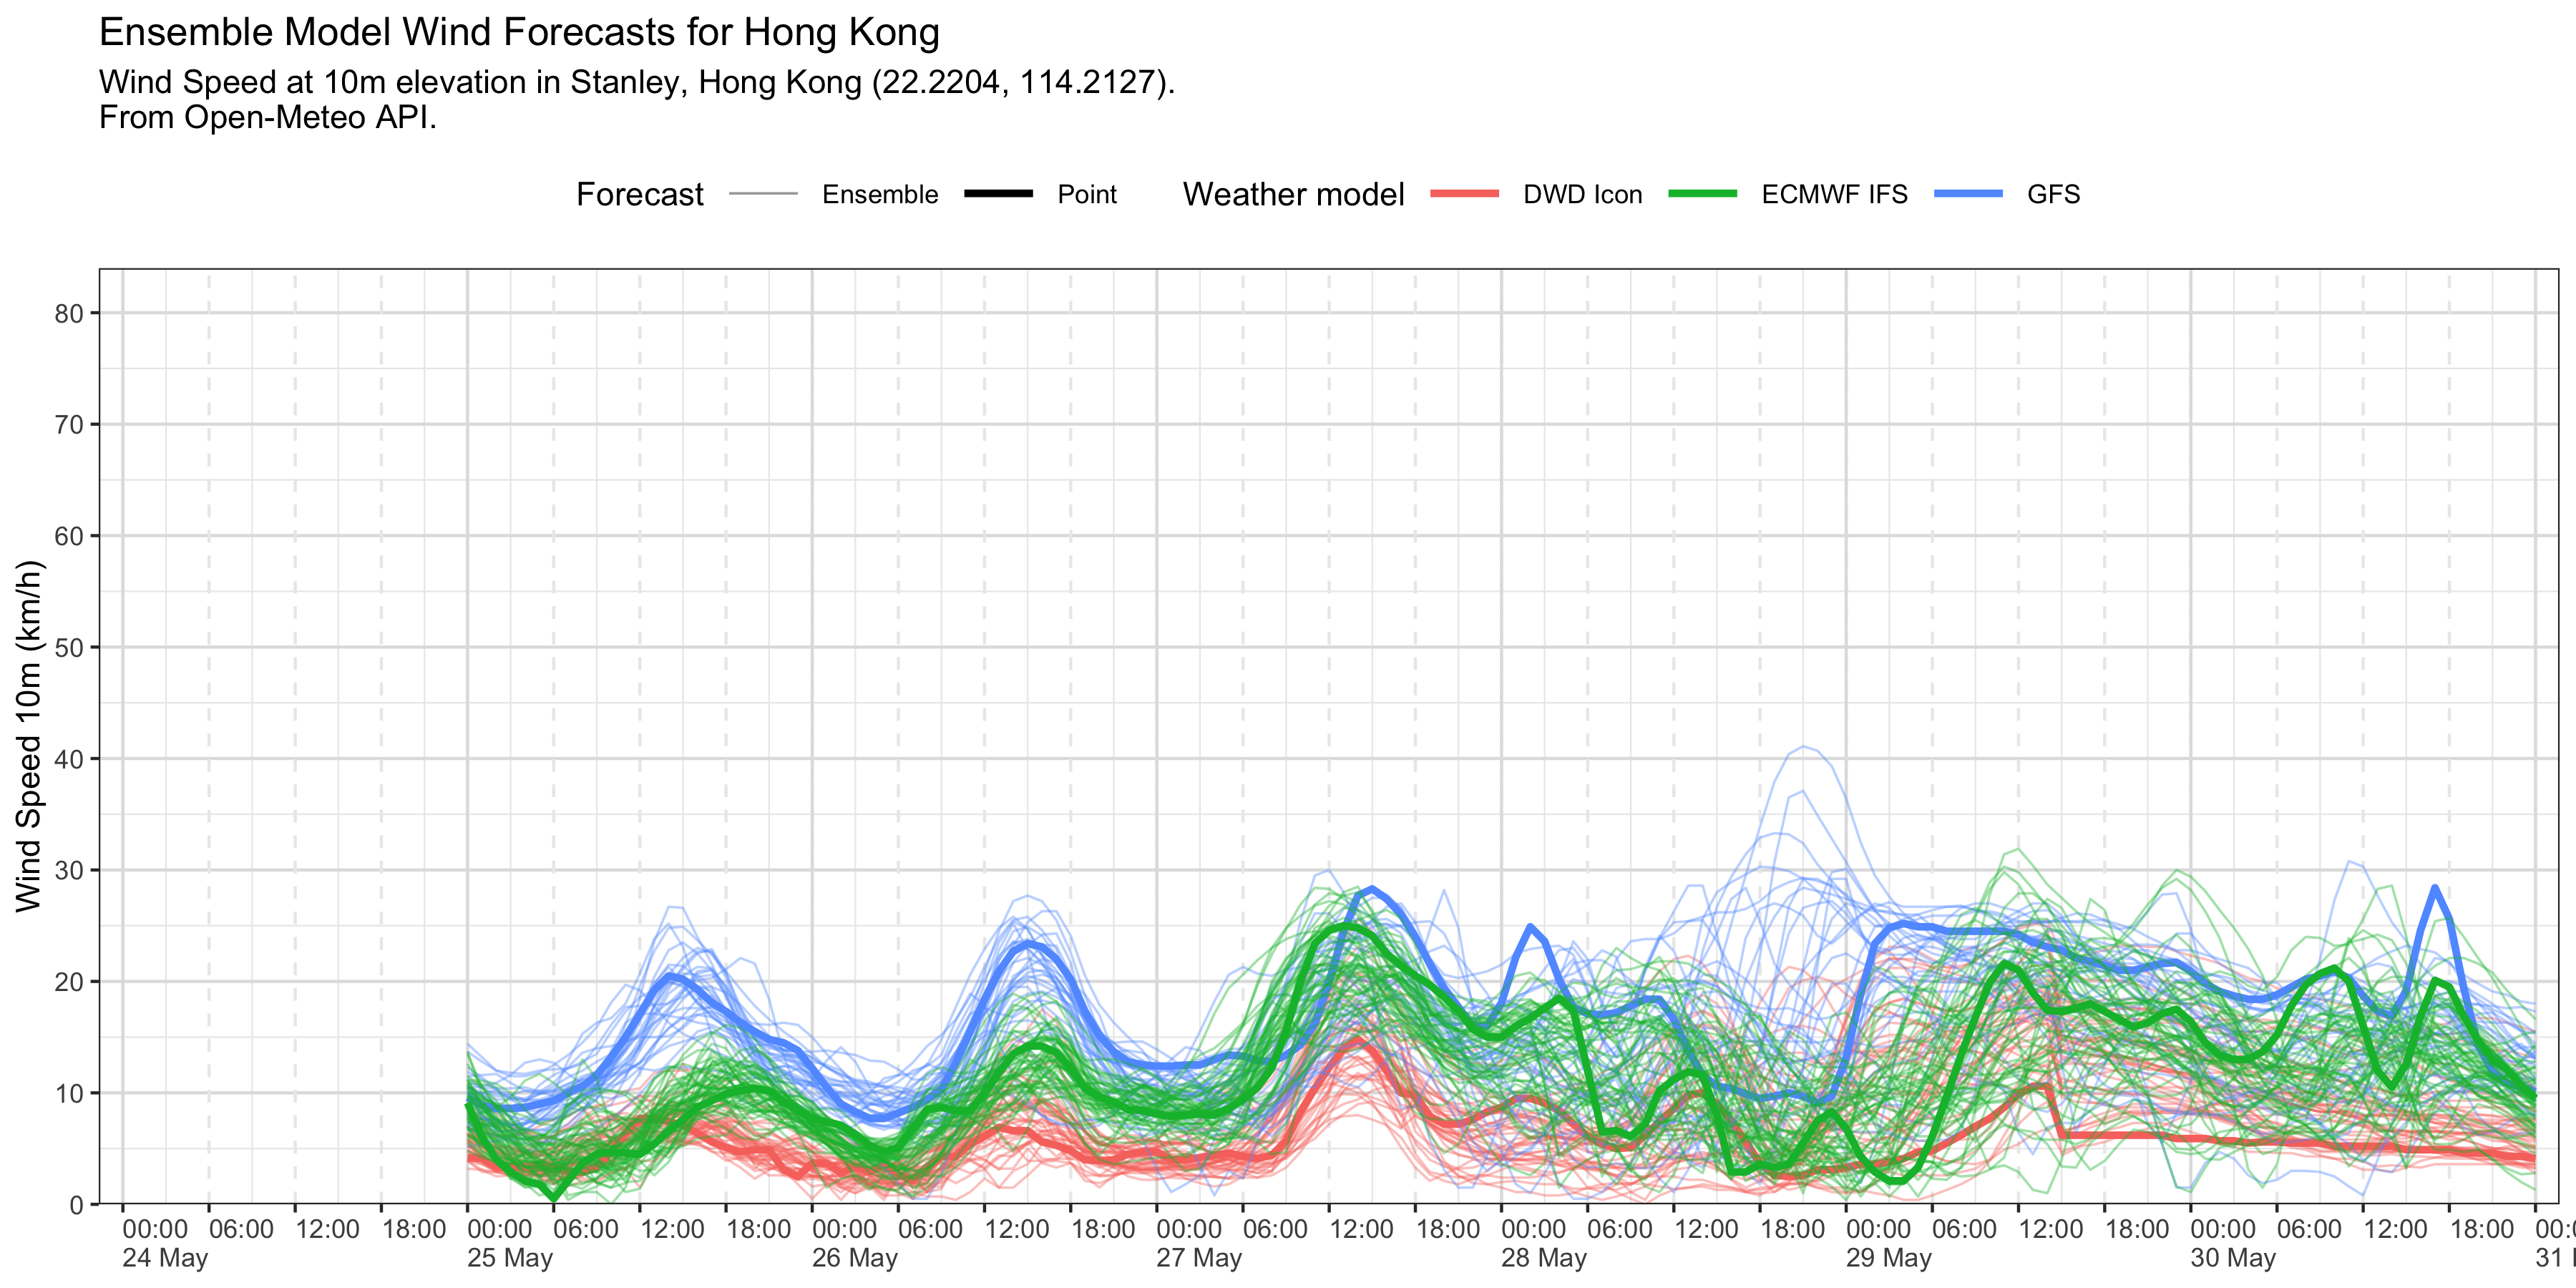 Ensemble Model Wind Forecasts for Hong Kong
Wind Speed at 10m elevation in Stanley, Hong Kong (22.2204, 114.2127).
From Open-Meteo API.
Forecast Ensemble Point Weather model DWD Icon ECMWF IFS GFS
Wind Speed 10m (km/h)
80
70
60
50
40
30
20
10
0
00:00 06:00 12:00 18:00 00:00 06:00 12:00 18:00 00:00 06:00 12:00 18:00 00:00 06:00 12:00 18:00 00:00 06:00 12:00 18:00 00:00 06:00 12:00 18:00 00:00 06:00 12:00 18:00
24 May 25 May 26 May 27 May 28 May 29 May 30 May 31